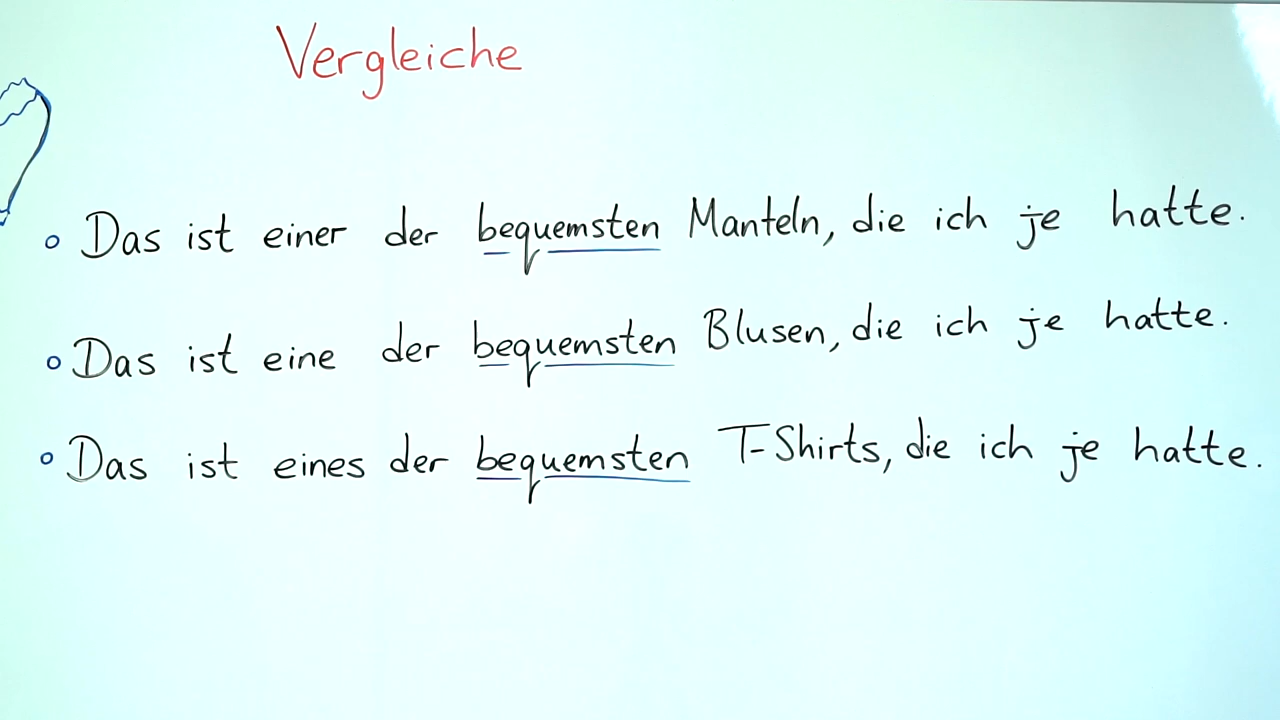 Vergleiche
Das ist einer der bequemsten Manteln, die ich je hatte.
Das ist eine der bequemsten Blusen, die ich je hatte.
Das ist eines der bequemsten T-Shirts, die ich je hatte.